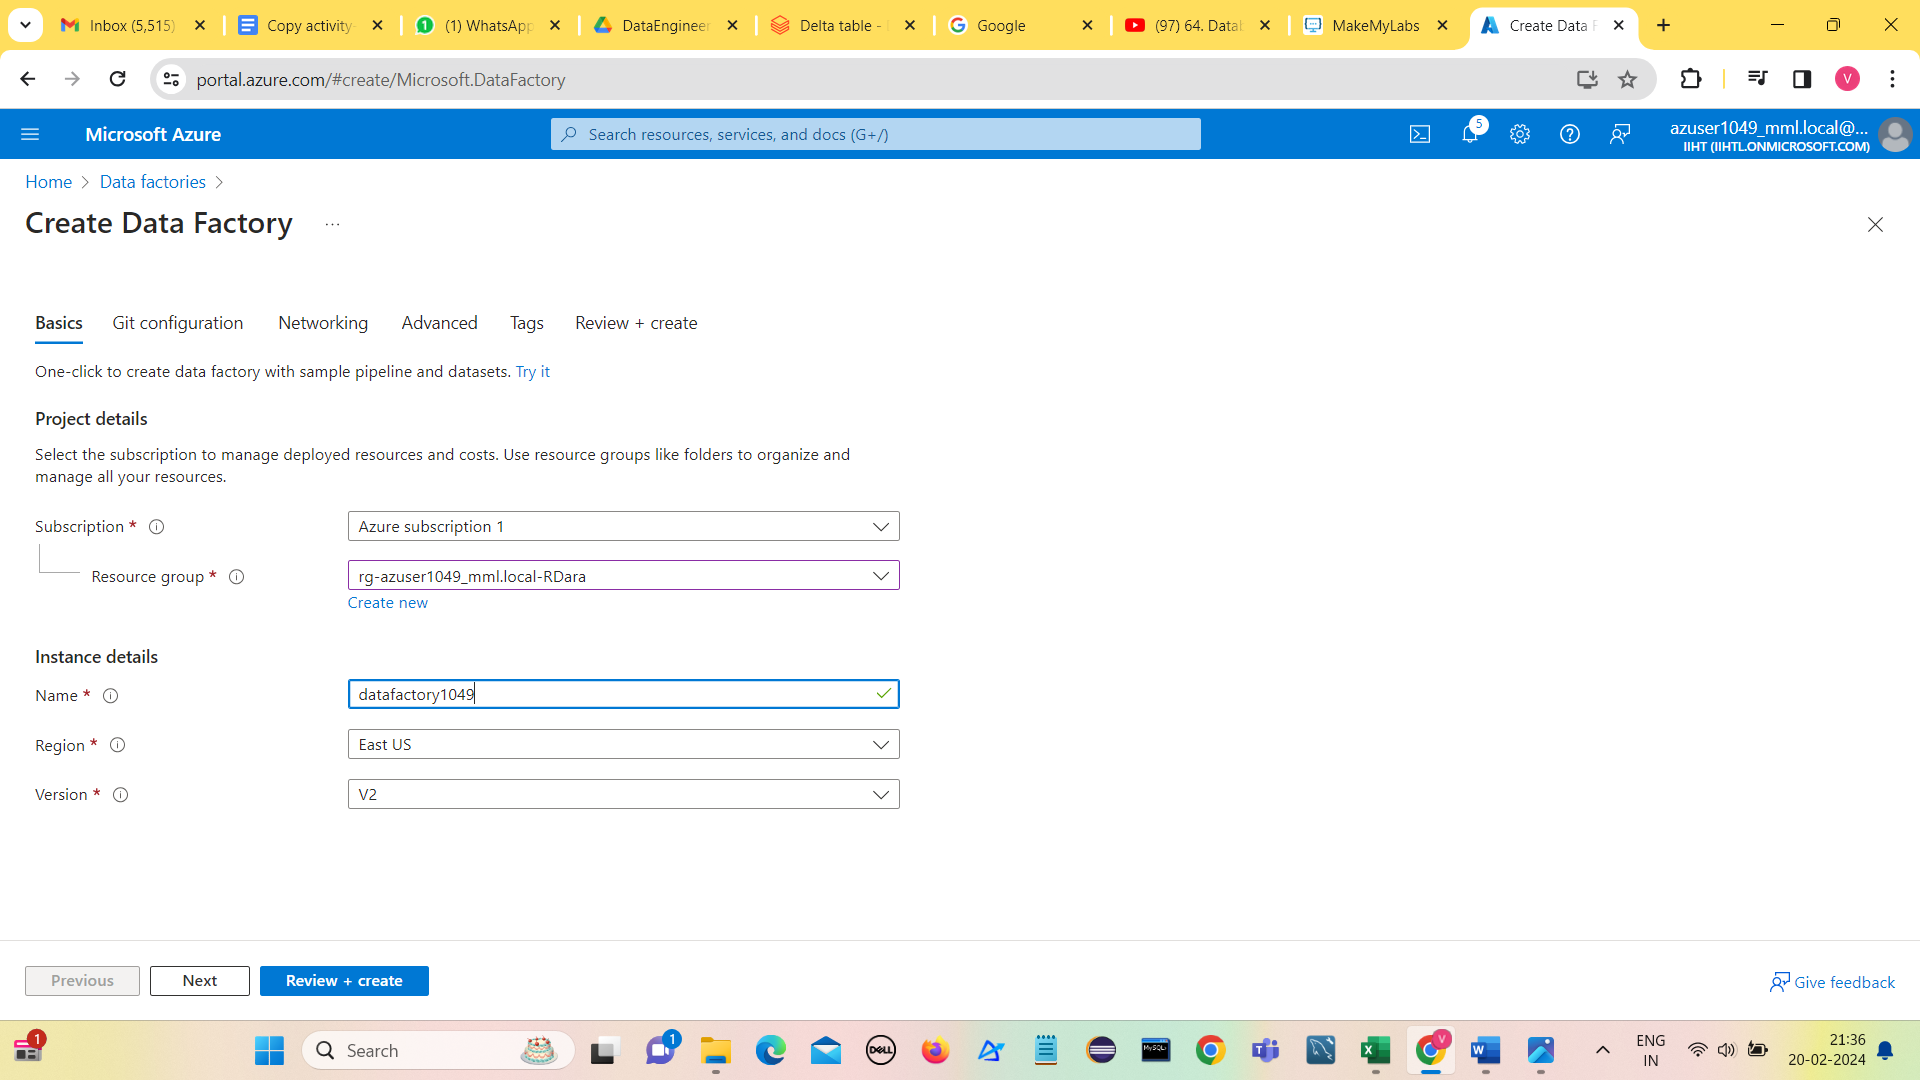 Inbox (5,515)
Copy activity-
(1) WhatsApp
DataEngineer
Delta table -
Google
(97) 64. Datab
MakeMyLabs
Create Data F
portal.azure.com/#create/Microsoft.DataFactory
V
Microsoft Azure
Search resources, services, and docs (G+/)
5
azuser1049_mml.local@...
IIHT (IIHTL.ONMICROSOFT.COM)
Home
Data factories
Create Data Factory
...
Basics
Git configuration
Networking
Advanced
Tags
Review + create
One-click to create data factory with sample pipeline and datasets. Try it
Project details
Select the subscription to manage deployed resources and costs. Use resource groups like folders to organize and
manage all your resources.
Subscription *
Azure subscription 1
Resource group *
rg-azuser1049_mml.local-RDara
Create new
Instance details
Name *
datafactory1049
Region *
East US
Version *
V2
Previous
Next
Review + create
Give feedback
1
Search
1
DELL
MySQL
V
ENG
IN
21:36
20-02-2024